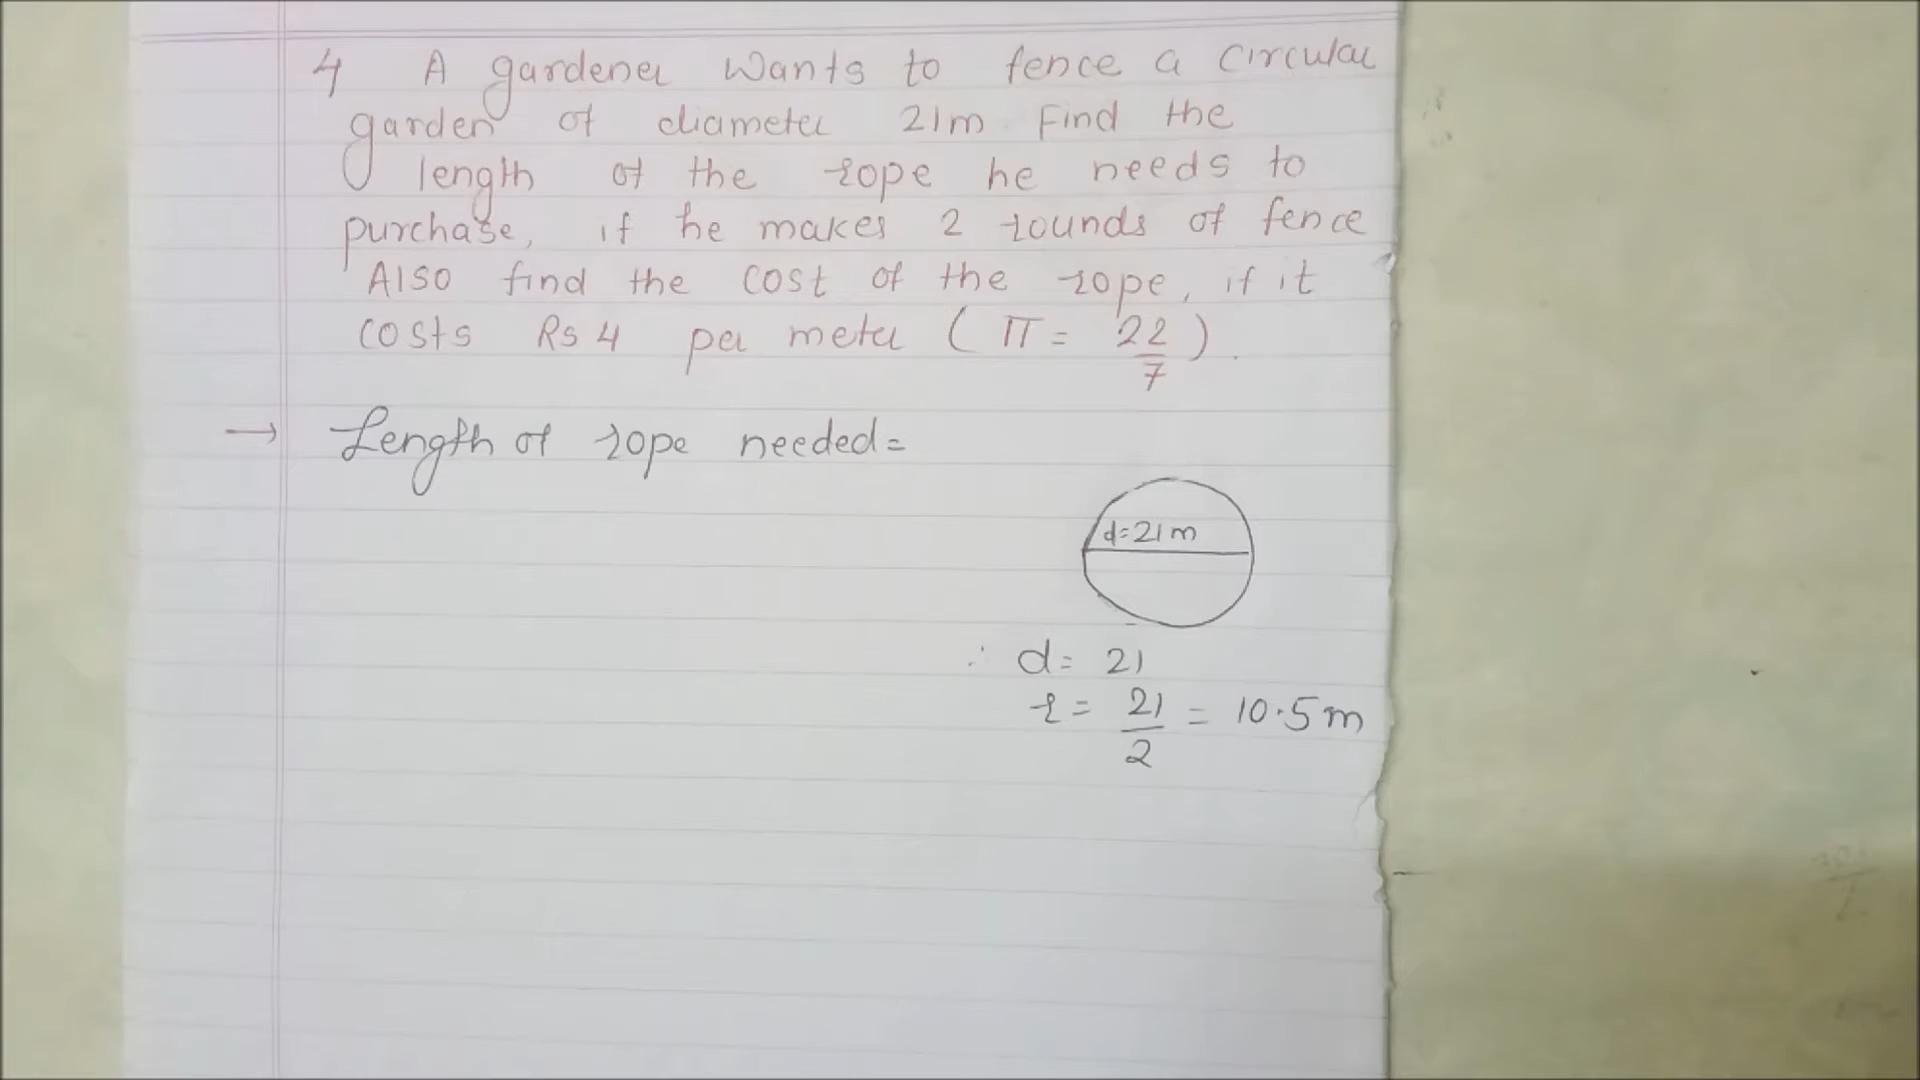 4 A gardener wants to fence a circular
garden of diameter 21m Find the
length of the rope he needs to
purchase, if he makes 2 rounds of fence
Also find the cost of the rope, if it
costs Rs 4 per meter ( π = 22/7 ).
→ Length of rope needed =
d=21m
∴ d= 21
r = 21/2 = 10.5m